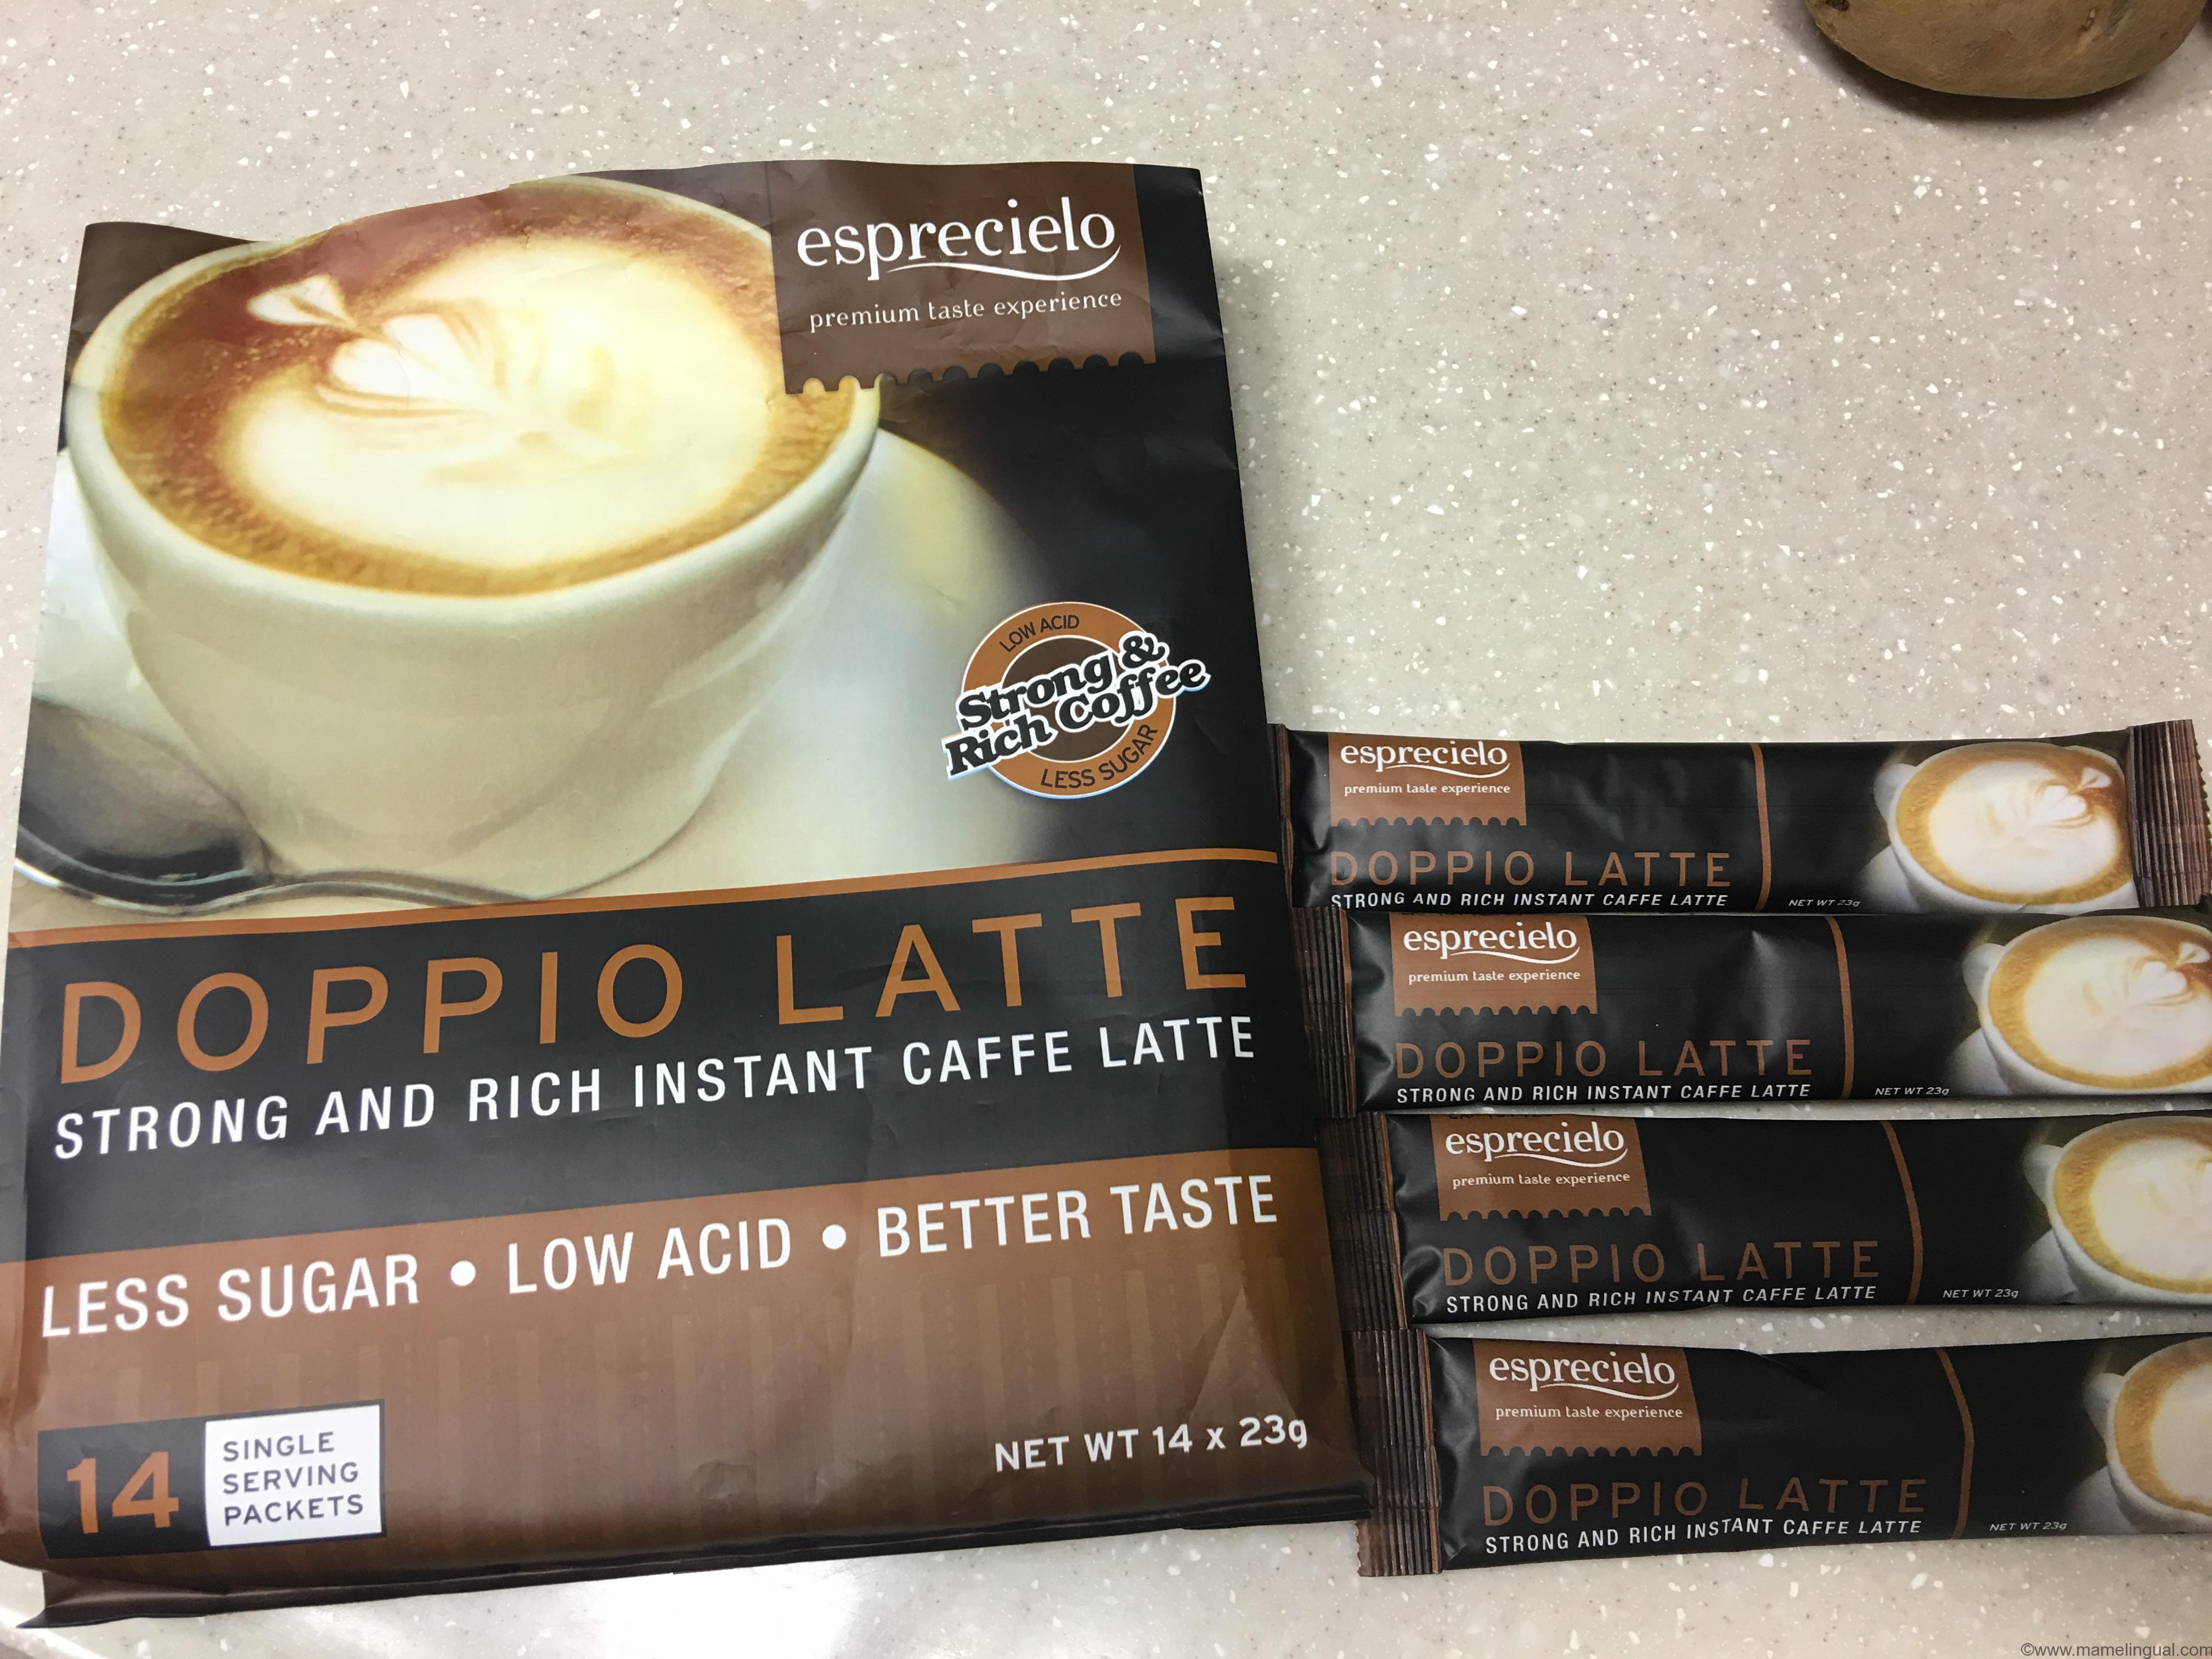 esprecielo
premium taste experience
LOW ACID
Strong &
Rich Coffee
LESS SUGAR
DOPPIO LATTE
STRONG AND RICH INSTANT CAFFE LATTE
LESS SUGAR • LOW ACID • BETTER TASTE
14
SINGLE
SERVING
PACKETS
NET WT 14 x 23g
esprecielo
premium taste experience
DOPPIO LATTE
STRONG AND RICH INSTANT CAFFE LATTE
NET WT 23g
esprecielo
premium taste experience
DOPPIO LATTE
STRONG AND RICH INSTANT CAFFE LATTE
NET WT 23g
esprecielo
premium taste experience
DOPPIO LATTE
STRONG AND RICH INSTANT CAFFE LATTE
NET WT 23g
esprecielo
premium taste experience
DOPPIO LATTE
STRONG AND RICH INSTANT CAFFE LATTE
NET WT 23g
©www.mamelingual.com